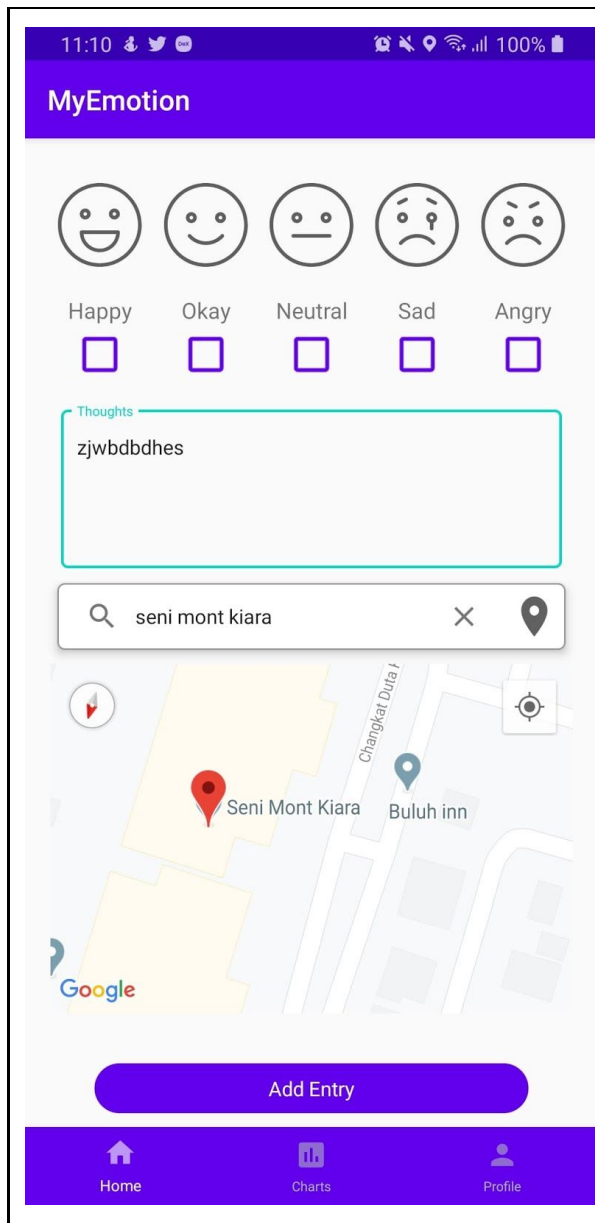 11:10 100%
MyEmotion
Happy Okay Neutral Sad Angry
Thoughts
zjwbdbdhes
seni mont kiara
Changkat Duta
Seni Mont Kiara
Buluh inn
Google
Add Entry
Home Charts Profile